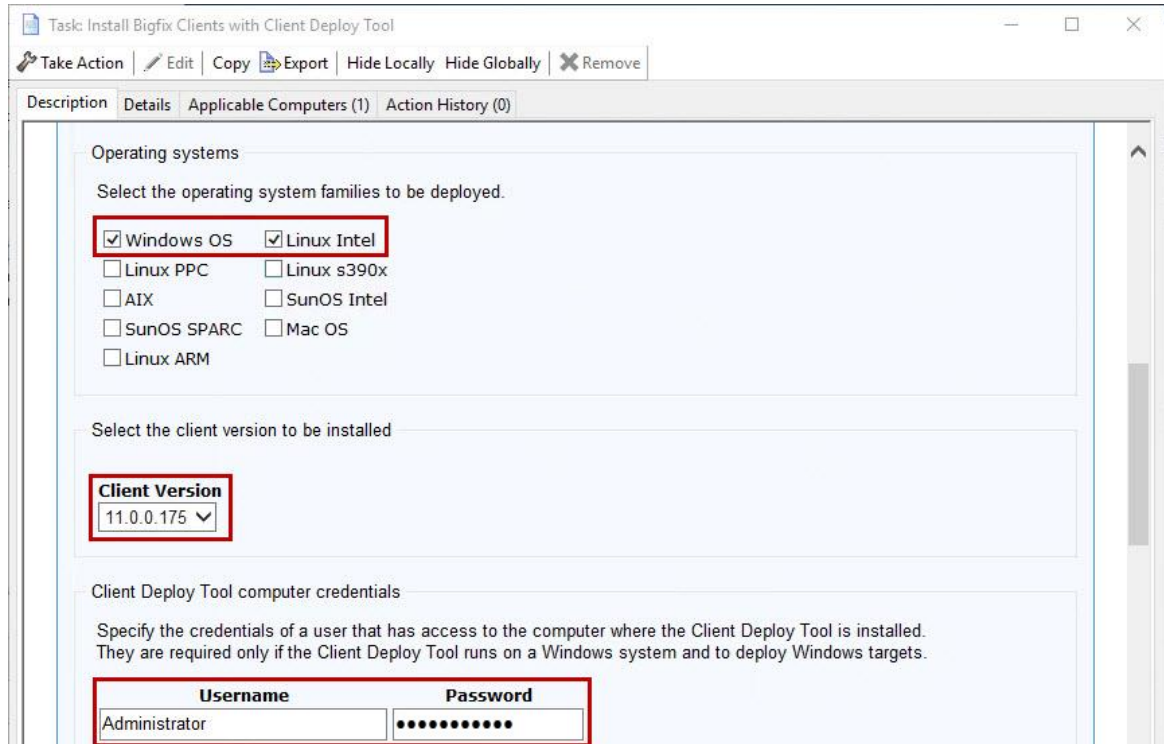 Task: Install Bigfix Clients with Client Deploy Tool
Take Action Edit Copy Export Hide Locally Hide Globally Remove
Description Details Applicable Computers (1) Action History (0)
Operating systems
Select the operating system families to be deployed.
Windows OS Linux Intel
Linux PPC Linux s390x
AIX SunOS Intel
SunOS SPARC Mac OS
Linux ARM
Select the client version to be installed
Client Version
11.0.0.175
Client Deploy Tool computer credentials
Specify the credentials of a user that has access to the computer where the Client Deploy Tool is installed.
They are required only if the Client Deploy Tool runs on a Windows system and to deploy Windows targets.
Username Password
Administrator ●●●●●●●●●●●